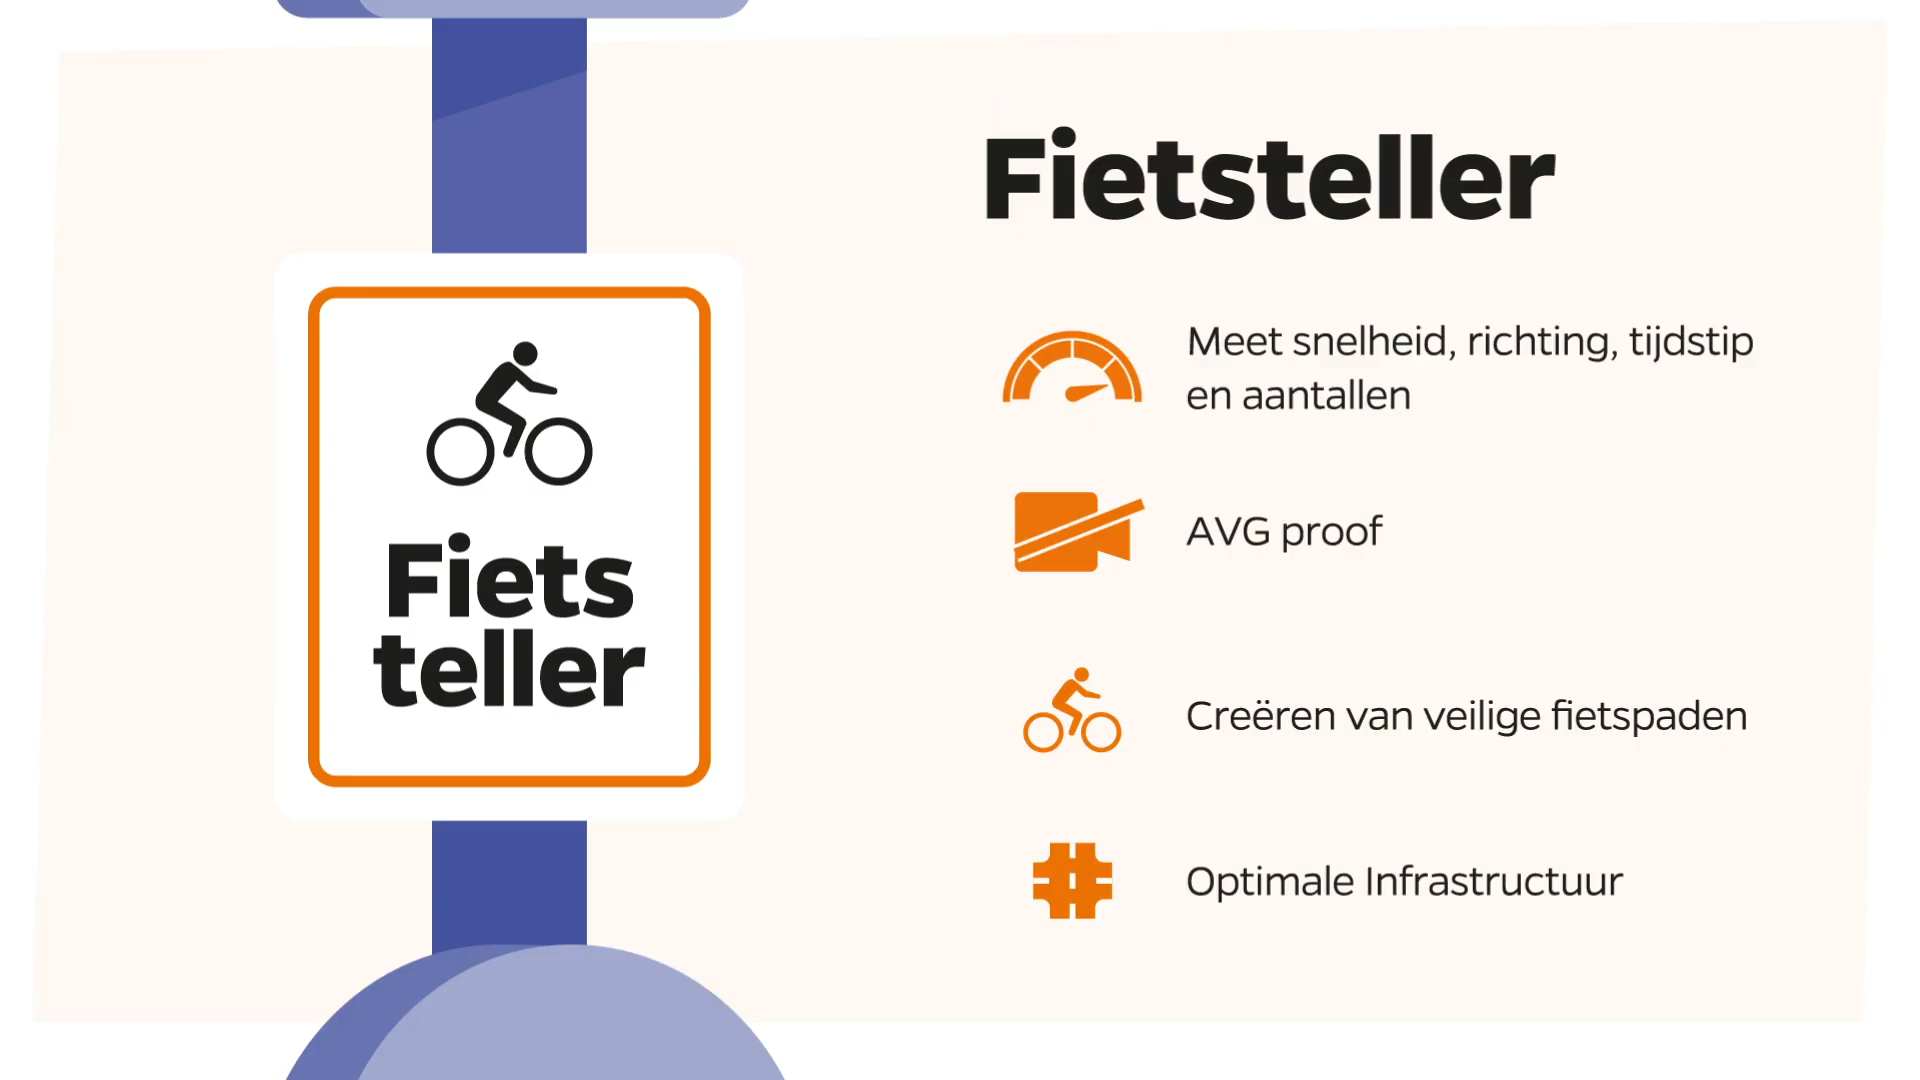 Fiets
teller
Fietsteller
Meet snelheid, richting, tijdstip
en aantallen
AVG proof
Creëren van veilige fietspaden
Optimale Infrastructuur